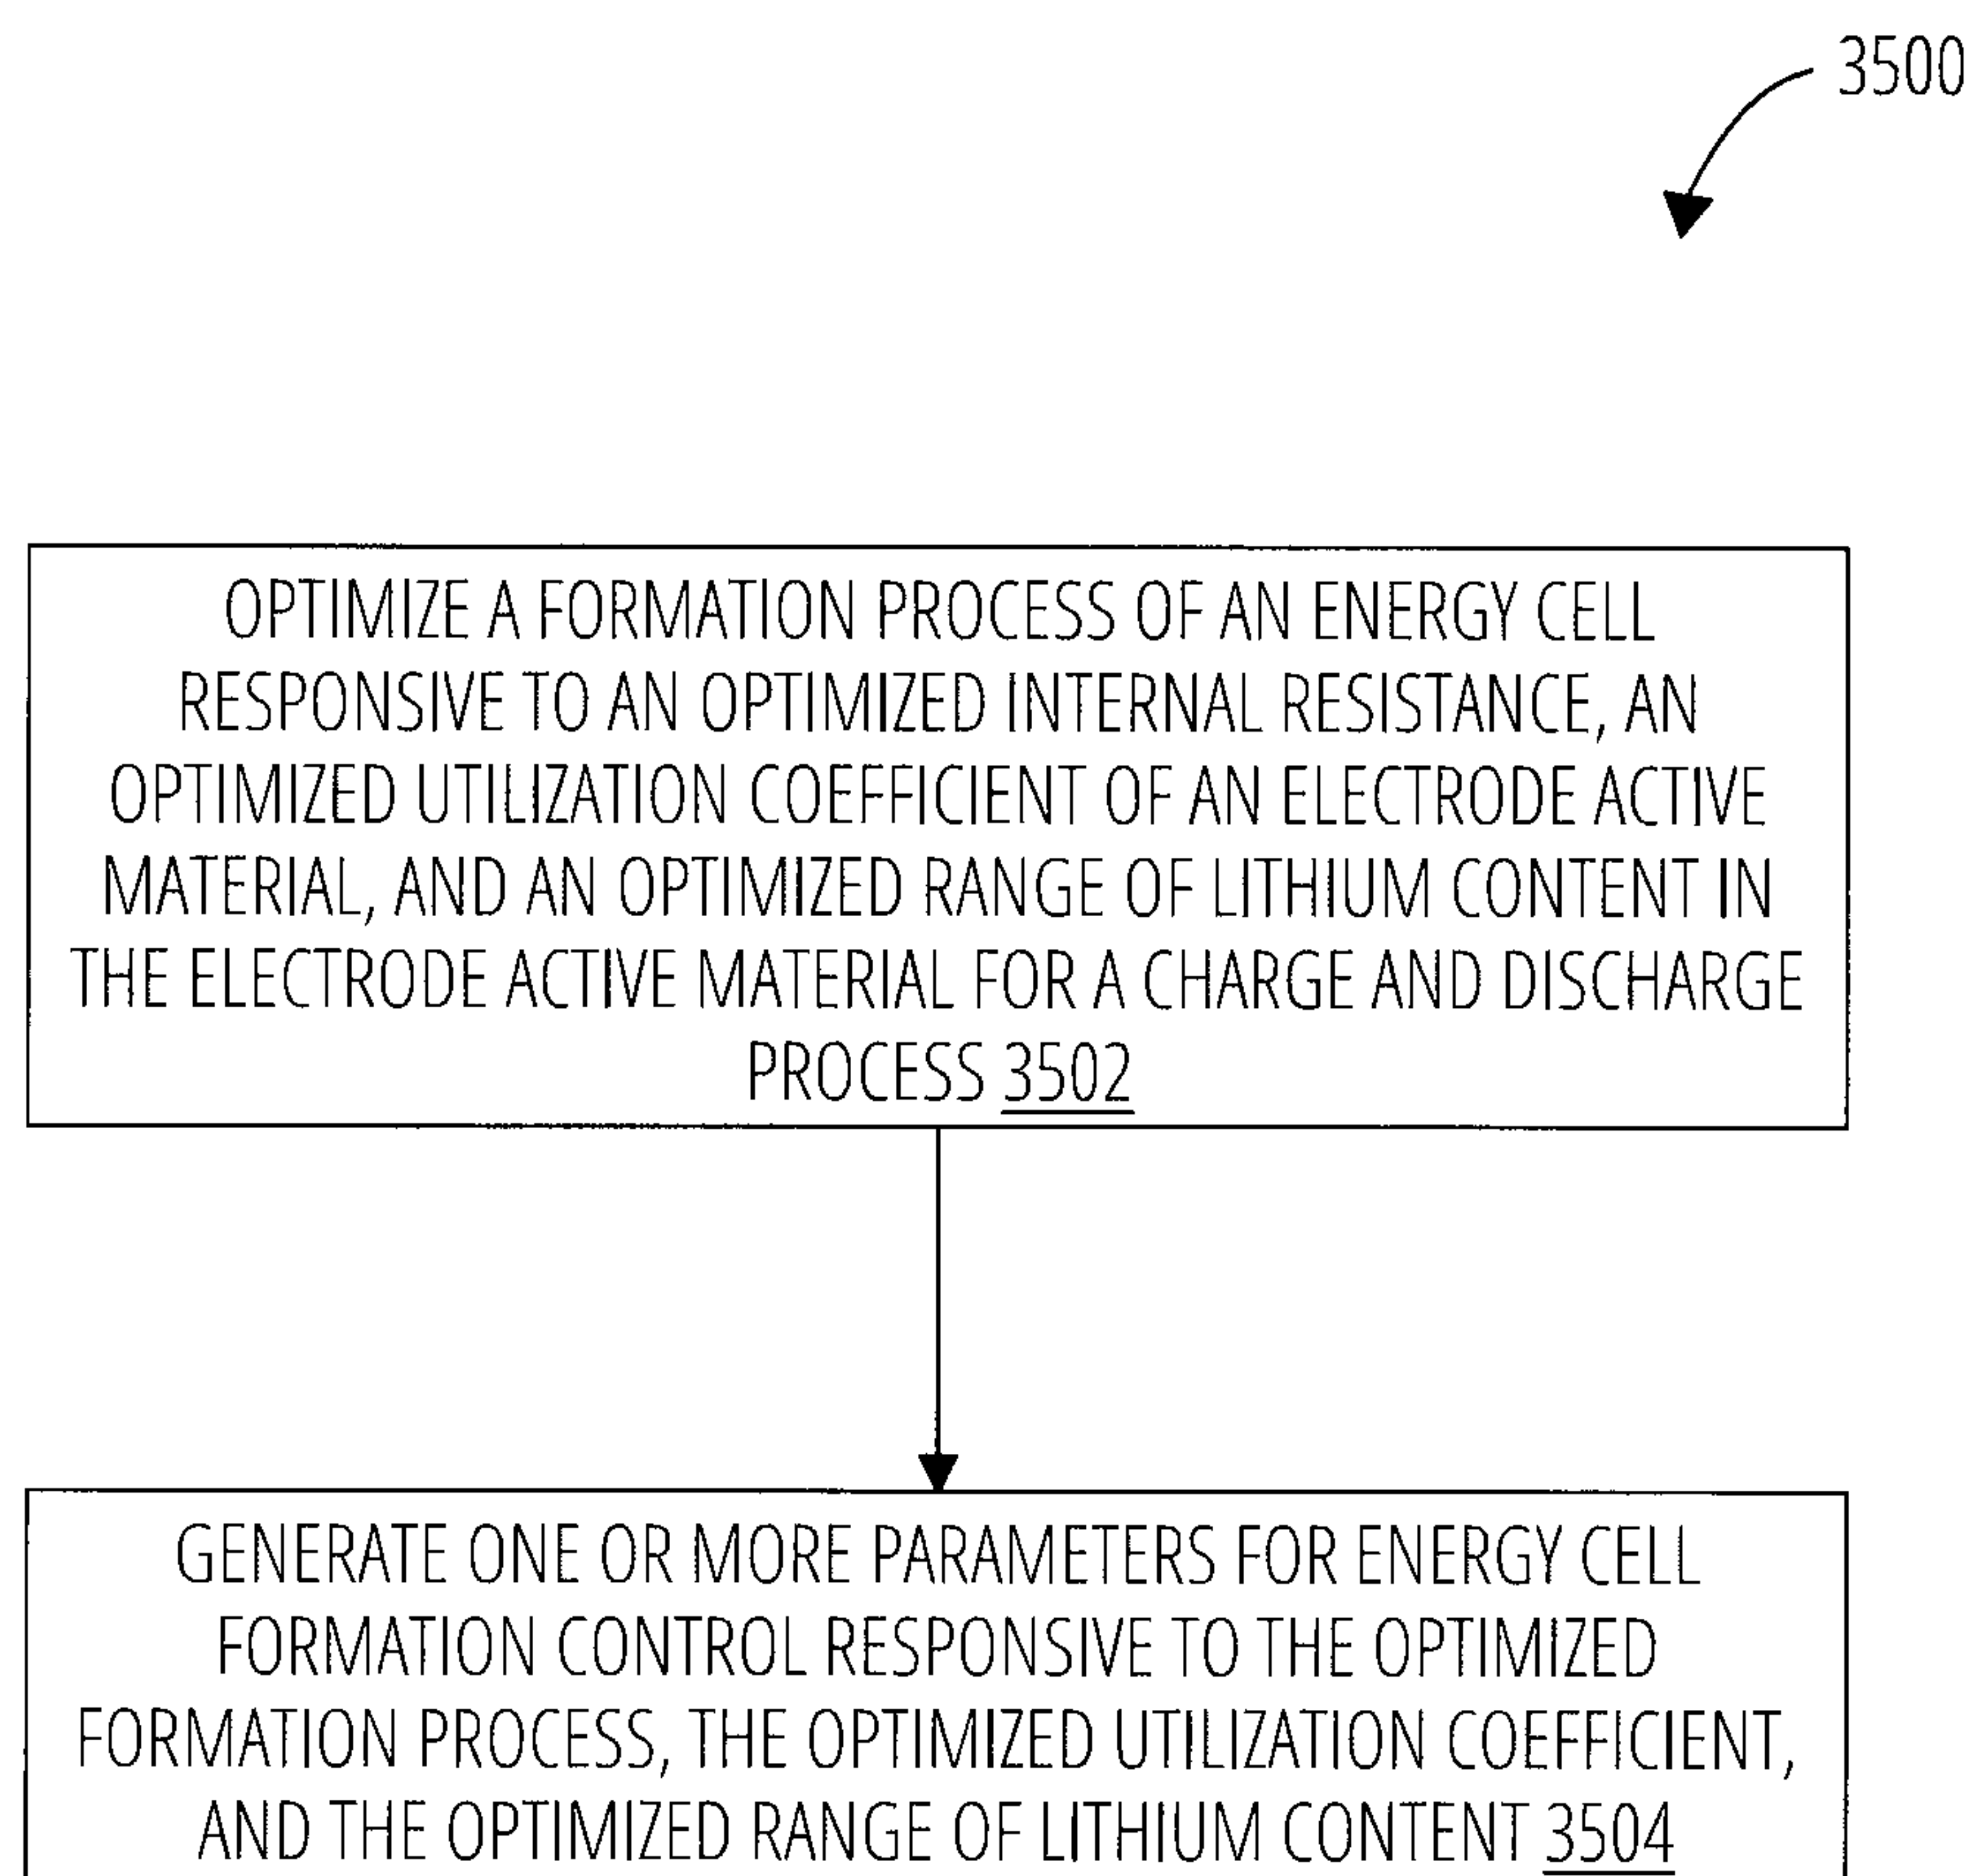 3500
OPTIMIZE A FORMATION PROCESS OF AN ENERGY CELL
RESPONSIVE TO AN OPTIMIZED INTERNAL RESISTANCE, AN
OPTIMIZED UTILIZATION COEFFICIENT OF AN ELECTRODE ACTIVE
MATERIAL, AND AN OPTIMIZED RANGE OF LITHIUM CONTENT IN
THE ELECTRODE ACTIVE MATERIAL FOR A CHARGE AND DISCHARGE
PROCESS 3502
GENERATE ONE OR MORE PARAMETERS FOR ENERGY CELL
FORMATION CONTROL RESPONSIVE TO THE OPTIMIZED
FORMATION PROCESS, THE OPTIMIZED UTILIZATION COEFFICIENT,
AND THE OPTIMIZED RANGE OF LITHIUM CONTENT 3504